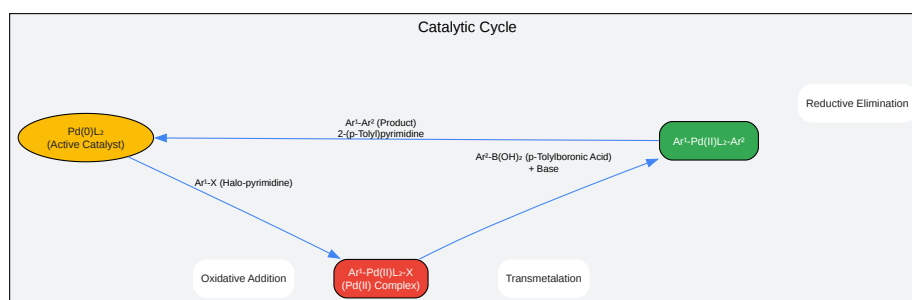 Catalytic Cycle
Reductive Elimination
Ar¹-Ar² (Product)
2-(p-Tolyl)pyrimidine
Pd(0)L₂
(Active Catalyst)
Ar¹-Pd(II)L₂-Ar²
Ar²-B(OH)₂ (p-Tolylboronic Acid)
+ Base
Ar¹-X (Halo-pyrimidine)
Oxidative Addition
Ar¹-Pd(II)L₂-X
(Pd(II) Complex)
Transmetalation